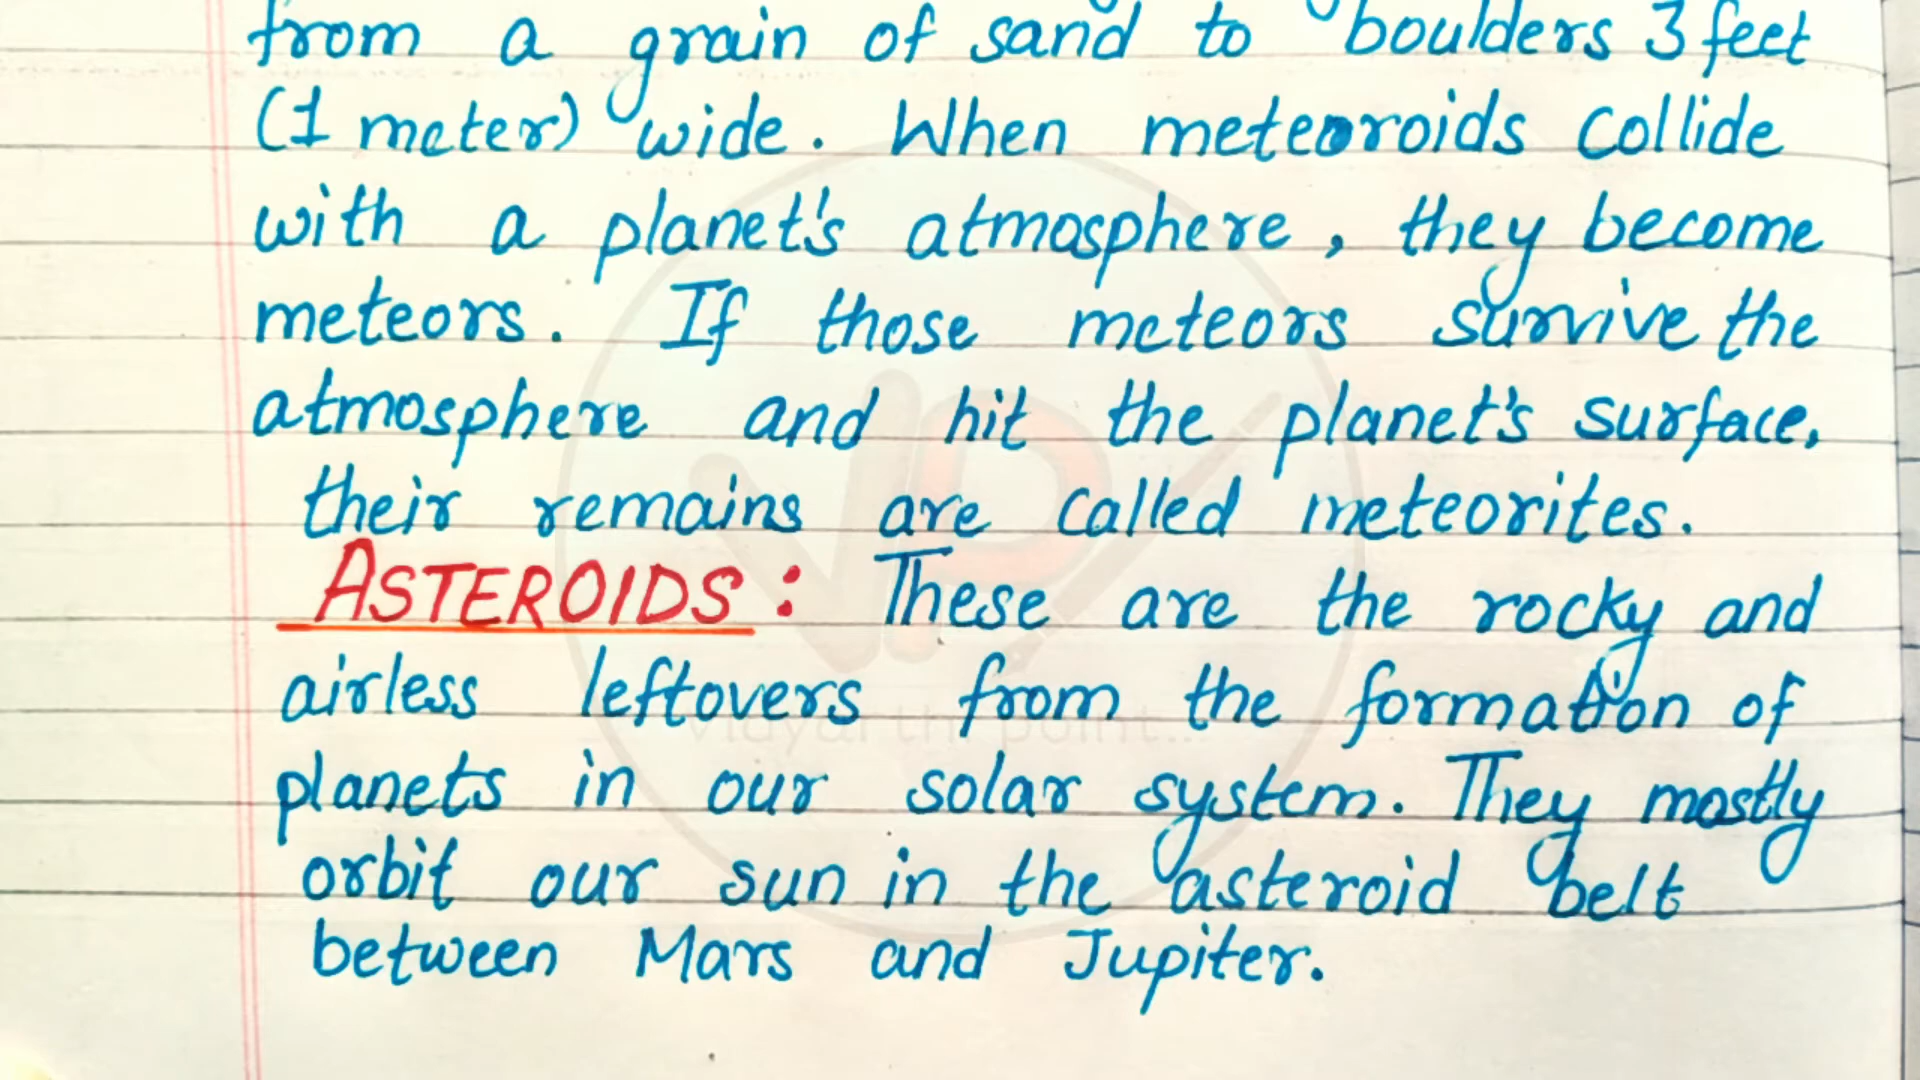 from a grain of sand to boulders 3 feet
(1 meter) wide. When meteoroids collide
with a planet's atmosphere, they become
meteors. If those meteors survive the
atmosphere and hit the planet's surface,
their remains are called meteorites.
ASTEROIDS: These are the rocky and
airless leftovers from the formation of
planets in our solar system. They mostly
orbit our sun in the asteroid belt
between Mars and Jupiter.
VP
vidyarthi point...